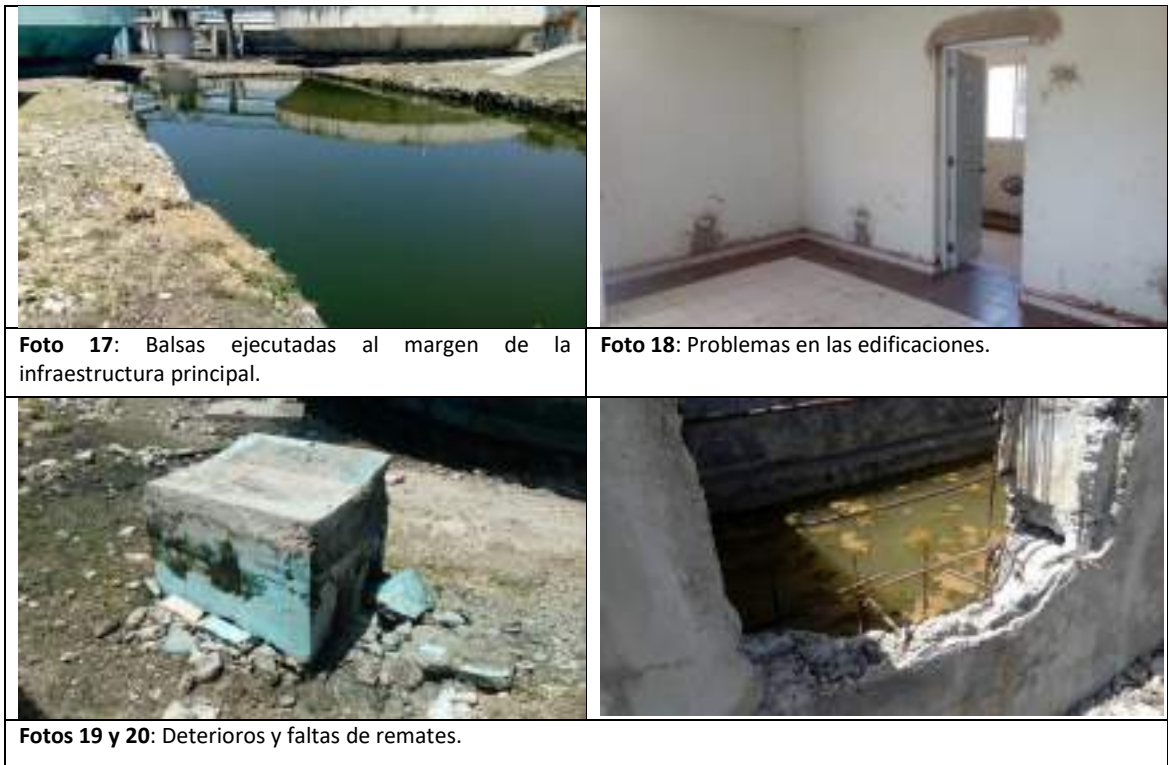 Foto 17: Balsas ejecutadas al margen de la
infraestructura principal.
Foto 18: Problemas en las edificaciones.
Fotos 19 y 20: Deterioros y faltas de remates.